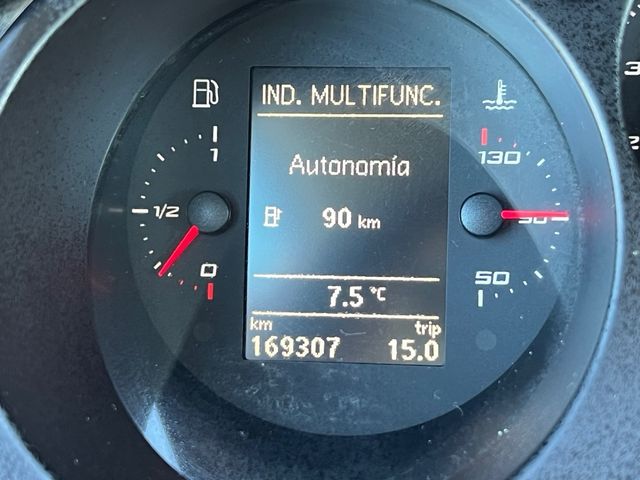 IND. MULTIFUNC.
Autonomía
90 km
7.5 °C
km trip
169307 15.0
1
1/2
0
130
90
50